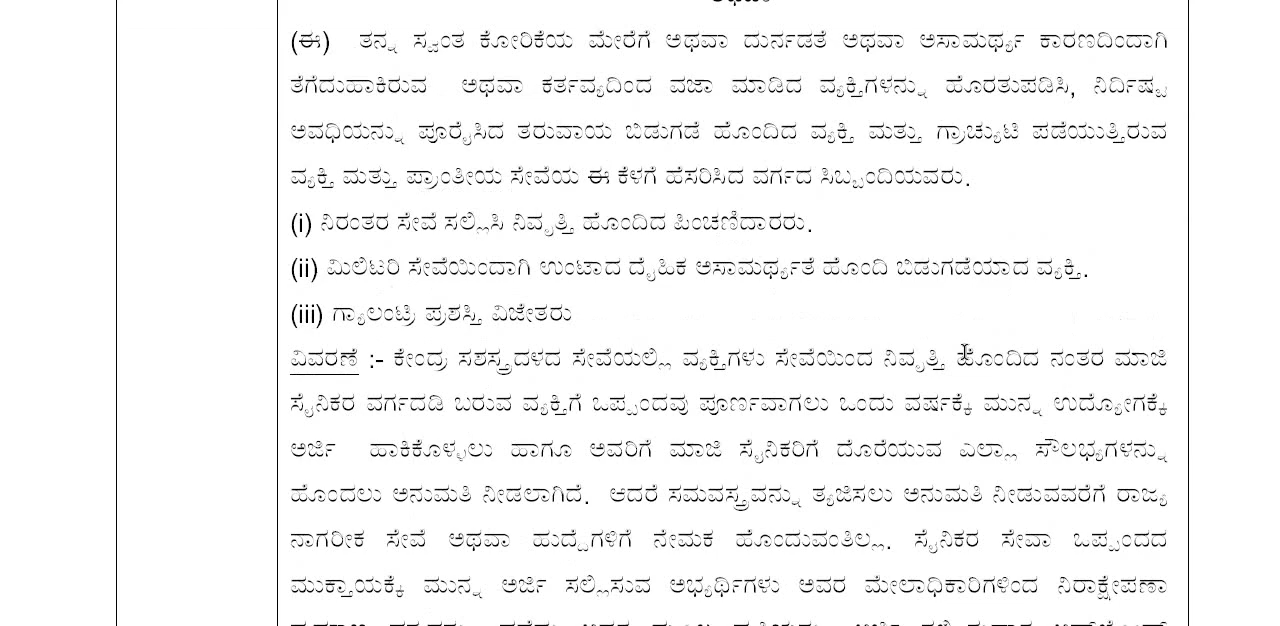 (ಈ) ತನ್ನ ಸ್ವಂತ ಕೋರಿಕೆಯ ಮೇರೆಗೆ ಅಥವಾ ದುರ್ನಡತೆ ಅಥವಾ ಅಸಾಮರ್ಥ್ಯ ಕಾರಣದಿಂದಾಗಿ
ತೆಗೆದುಹಾಕಿರುವ ಅಥವಾ ಕರ್ತವ್ಯದಿಂದ ವಜಾ ಮಾಡಿದ ವ್ಯಕ್ತಿಗಳನ್ನು ಹೊರತುಪಡಿಸಿ, ನಿರ್ದಿಷ್ಟ
ಅವಧಿಯನ್ನು ಪೂರೈಸಿದ ತರುವಾಯ ಬಿಡುಗಡೆ ಹೊಂದಿದ ವ್ಯಕ್ತಿ ಮತ್ತು ಗ್ರಾಚ್ಯುಟಿ ಪಡೆಯುತ್ತಿರುವ
ವ್ಯಕ್ತಿ ಮತ್ತು ಪ್ರಾಂತೀಯ ಸೇವೆಯ ಈ ಕೆಳಗೆ ಹೆಸರಿಸಿದ ವರ್ಗದ ಸಿಬ್ಬಂದಿಯವರು.
(i) ನಿರಂತರ ಸೇವೆ ಸಲ್ಲಿಸಿ ನಿವೃತ್ತಿ ಹೊಂದಿದ ಪಿಂಚಣಿದಾರರು.
(ii) ಮಿಲಿಟರಿ ಸೇವೆಯಿಂದಾಗಿ ಉಂಟಾದ ದೈಹಿಕ ಅಸಾಮರ್ಥ್ಯತೆ ಹೊಂದಿ ಬಿಡುಗಡೆಯಾದ ವ್ಯಕ್ತಿ.
(iii) ಗ್ಯಾಲಂಟ್ರಿ ಪ್ರಶಸ್ತಿ ವಿಜೇತರು
ವಿವರಣೆ :- ಕೇಂದ್ರ ಸಶಸ್ತ್ರದಳದ ಸೇವೆಯಲ್ಲಿ ವ್ಯಕ್ತಿಗಳು ಸೇವೆಯಿಂದ ನಿವೃತ್ತಿ ಹೊಂದಿದ ನಂತರ ಮಾಜಿ
ಸೈನಿಕರ ವರ್ಗದಡಿ ಬರುವ ವ್ಯಕ್ತಿಗೆ ಒಪ್ಪಂದವು ಪೂರ್ಣವಾಗಲು ಒಂದು ವರ್ಷಕ್ಕೆ ಮುನ್ನ ಉದ್ಯೋಗಕ್ಕೆ
ಅರ್ಜಿ ಹಾಕಿಕೊಳ್ಳಲು ಹಾಗೂ ಅವರಿಗೆ ಮಾಜಿ ಸೈನಿಕರಿಗೆ ದೊರೆಯುವ ಎಲ್ಲಾ ಸೌಲಭ್ಯಗಳನ್ನು
ಹೊಂದಲು ಅನುಮತಿ ನೀಡಲಾಗಿದೆ. ಆದರೆ ಸಮವಸ್ತ್ರವನ್ನು ತ್ಯಜಿಸಲು ಅನುಮತಿ ನೀಡುವವರೆಗೆ ರಾಜ್ಯ
ನಾಗರೀಕ ಸೇವೆ ಅಥವಾ ಹುದ್ದೆಗಳಿಗೆ ನೇಮಕ ಹೊಂದುವಂತಿಲ್ಲ. ಸೈನಿಕರ ಸೇವಾ ಒಪ್ಪಂದದ
ಮುಕ್ತಾಯಕ್ಕೆ ಮುನ್ನ ಅರ್ಜಿ ಸಲ್ಲಿಸುವ ಅಭ್ಯರ್ಥಿಗಳು ಅವರ ಮೇಲಾಧಿಕಾರಿಗಳಿಂದ ನಿರಾಕ್ಷೇಪಣಾ